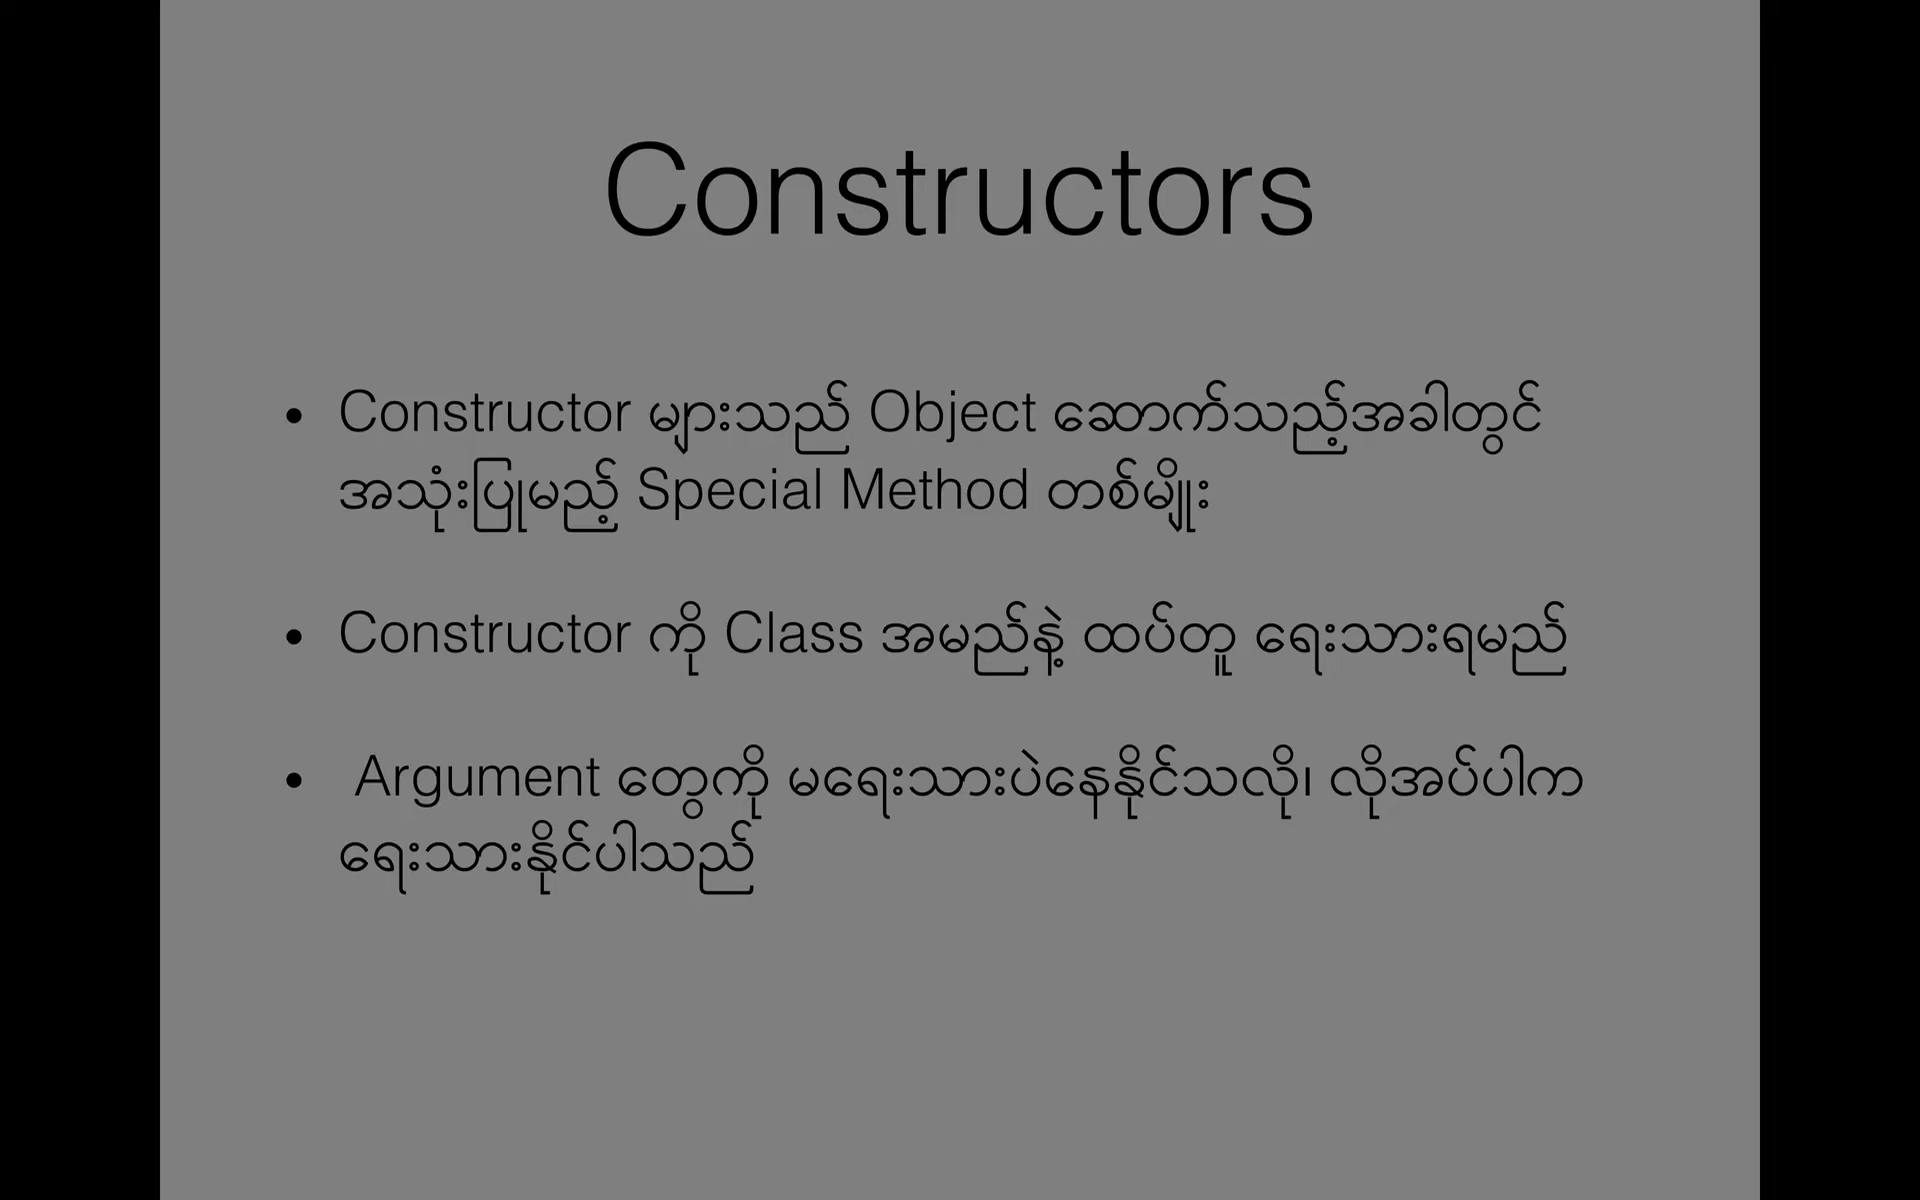 Constructors
• Constructor များသည် Object ဆောက်သည့်အခါတွင်
အသုံးပြုမည့် Special Method တစ်မျိုး
• Constructor ကို Class အမည်နဲ့ ထပ်တူ ရေးသားရမည်
• Argument တွေကို မရေးသားပဲနေနိုင်သလို၊ လိုအပ်ပါက
ရေးသားနိုင်ပါသည်